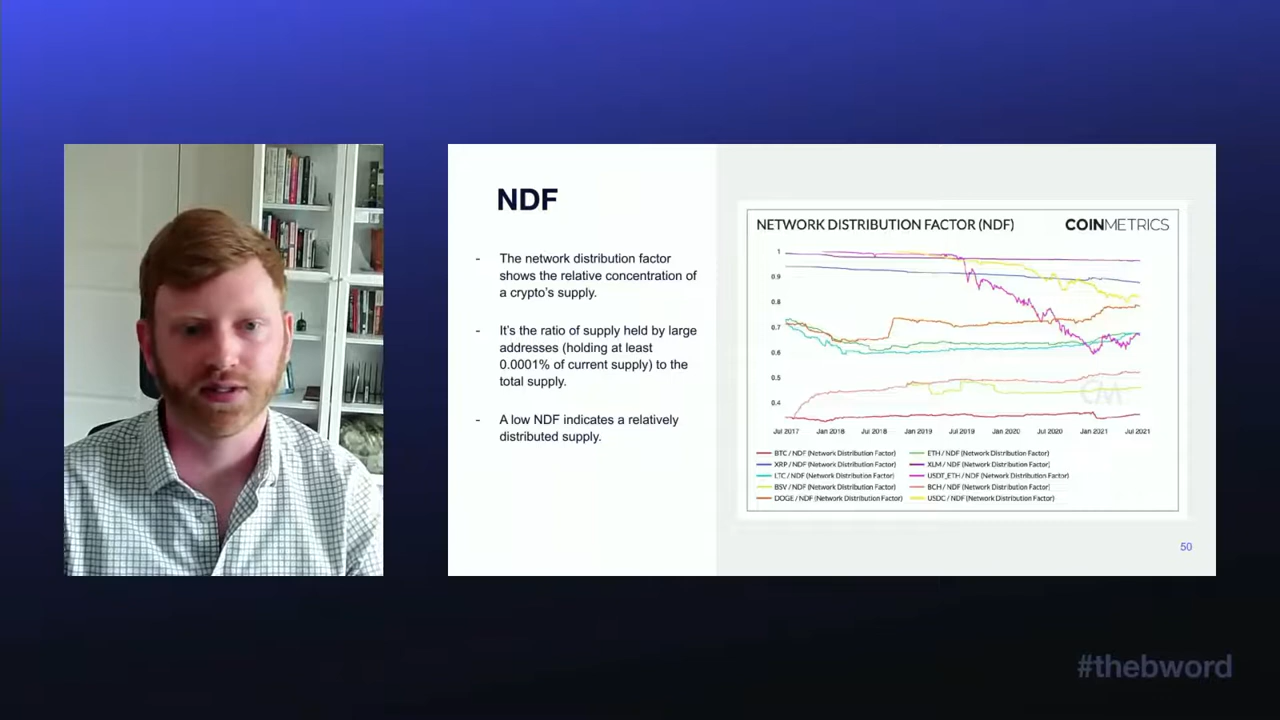 NDF
- The network distribution factor
shows the relative concentration of
a crypto's supply.
- It's the ratio of supply held by large
addresses (holding at least
0.0001% of current supply) to the
total supply.
- A low NDF indicates a relatively
distributed supply.
NETWORK DISTRIBUTION FACTOR (NDF)
COINMETRICS
1
0.9
0.8
0.7
0.6
0.5
0.4
CM
Jul 2017 Jan 2018 Jul 2018 Jan 2019 Jul 2019 Jan 2020 Jul 2020 Jan 2021 Jul 2021
BTC / NDF (Network Distribution Factor) ETH / NDF (Network Distribution Factor)
XRP / NDF (Network Distribution Factor) XLM / NDF (Network Distribution Factor)
LTC / NDF (Network Distribution Factor) USDT_ETH / NDF (Network Distribution Factor)
BSV / NDF (Network Distribution Factor) BCH / NDF (Network Distribution Factor)
DOGE / NDF (Network Distribution Factor) USDC / NDF (Network Distribution Factor)
50
#thebword